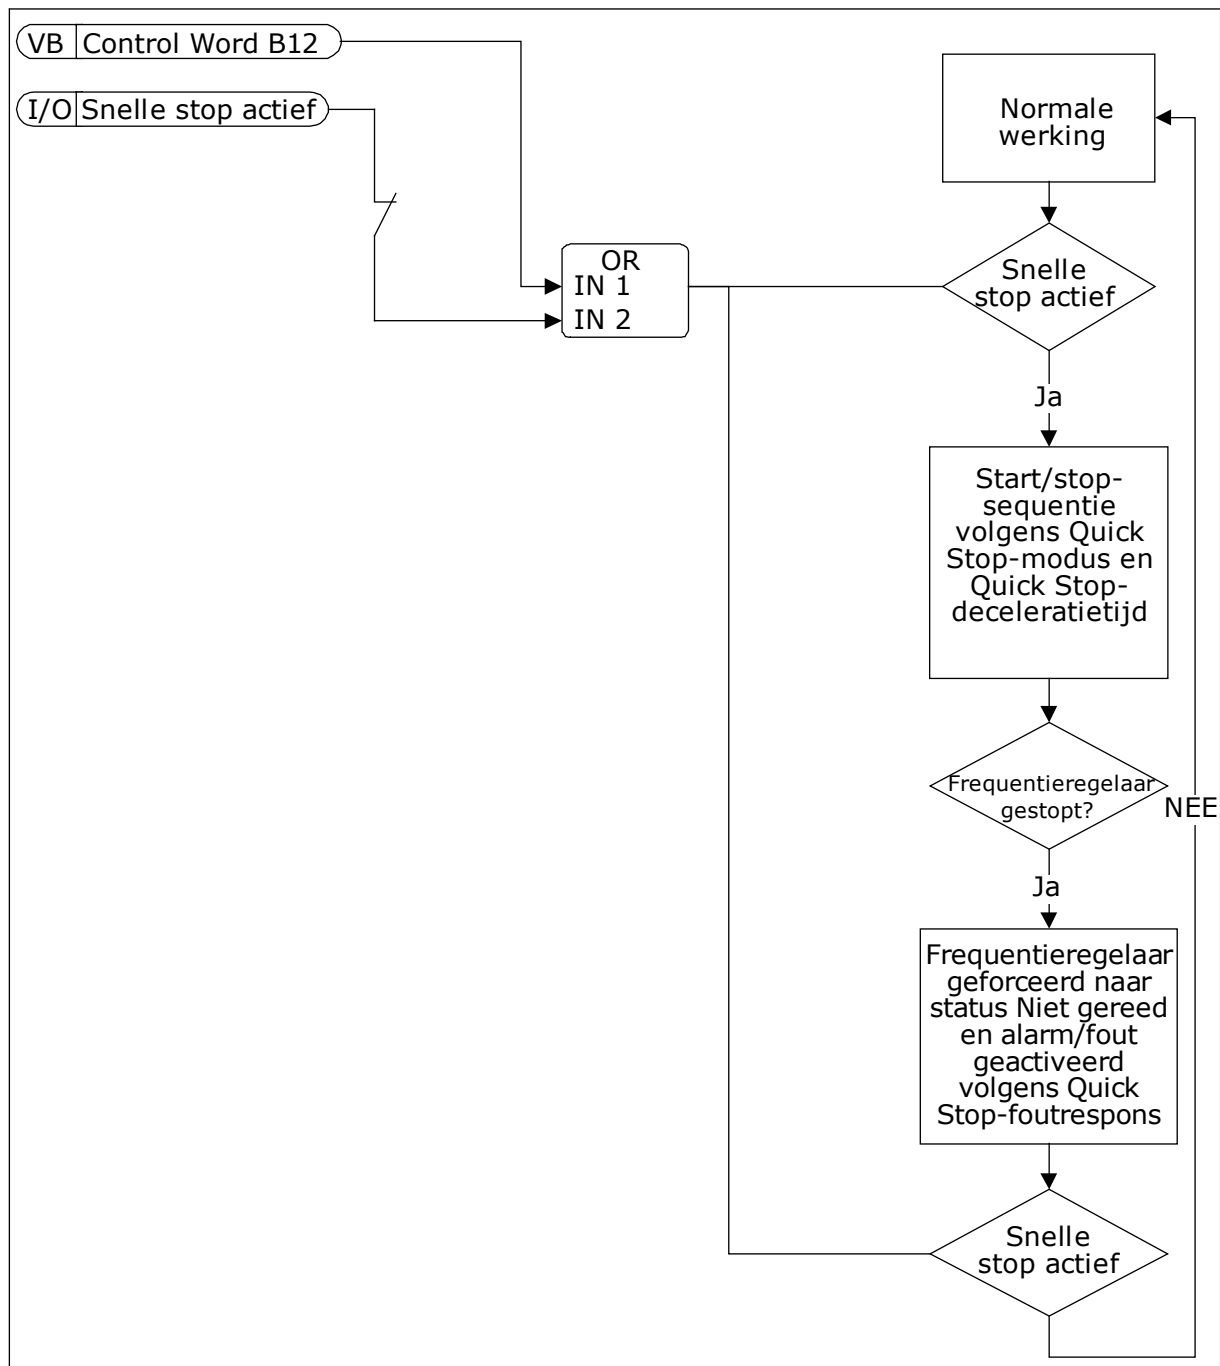 VB Control Word B12
I/O Snelle stop actief
OR
IN 1
IN 2
Normale
werking
Snelle
stop actief
Ja
Start/stop-
sequentie
volgens Quick
Stop-modus en
Quick Stop-
deceleratietijd
Frequentieregelaar
gestopt?
NEE
Ja
Frequentieregelaar
geforceerd naar
status Niet gereed
en alarm/fout
geactiveerd
volgens Quick
Stop-foutrespons
Snelle
stop actief